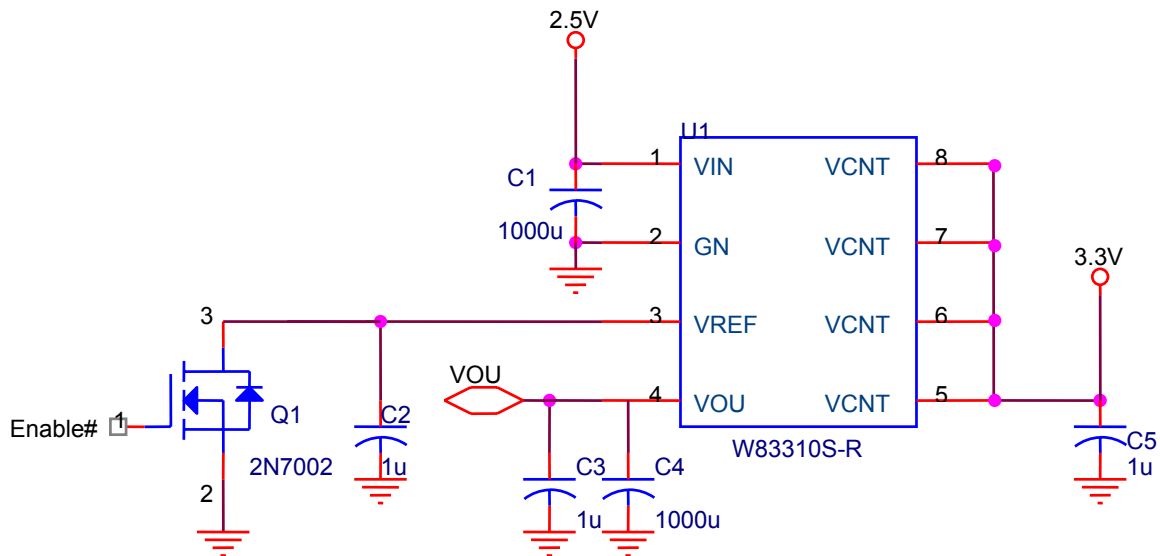 2.5V
U1
1 VIN VCNT 8
C1
1000u
2 GN VCNT 7
3.3V
3
3 VREF VCNT 6
VOU
4 VOU VCNT 5
Enable# 1
Q1
C2
W83310S-R
C5
2N7002
1u
C3
C4
1u
2
1u
1000u